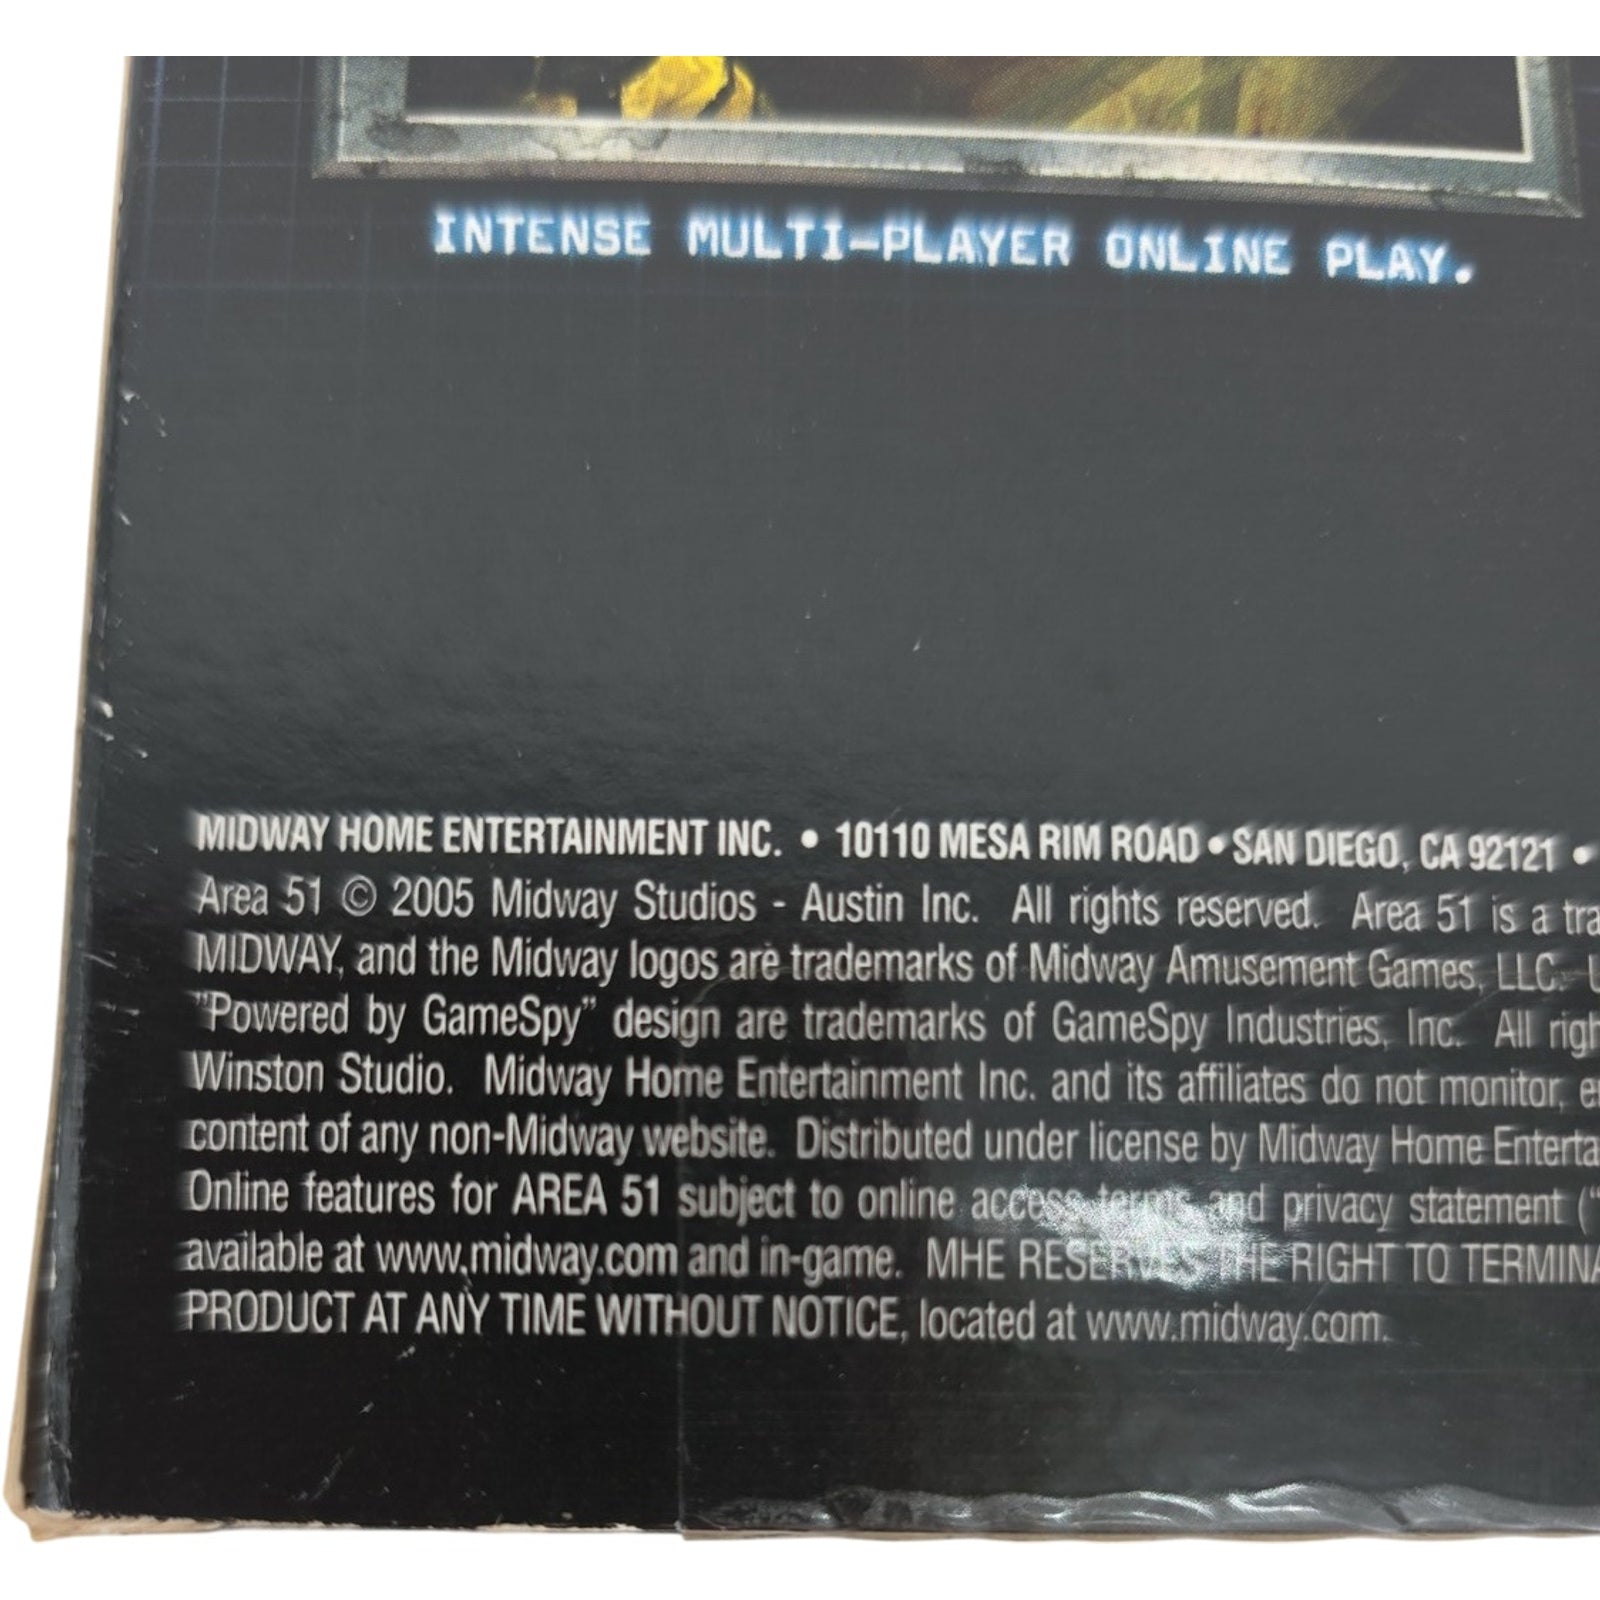 INTENSE MULTI-PLAYER ONLINE PLAY.
MIDWAY HOME ENTERTAINMENT INC. • 10110 MESA RIM ROAD • SAN DIEGO, CA 92121 •
Area 51 © 2005 Midway Studios - Austin Inc. All rights reserved. Area 51 is a
MIDWAY, and the Midway logos are trademarks of Midway Amusement Games, LLC.
"Powered by GameSpy" design are trademarks of GameSpy Industries, Inc. All
Winston Studio. Midway Home Entertainment Inc. and its affiliates do not monitor,
content of any non-Midway website. Distributed under license by Midway Home
Online features for AREA 51 subject to online access terms and privacy statement ("
available at www.midway.com and in-game. MHE RESERVES THE RIGHT TO
PRODUCT AT ANY TIME WITHOUT NOTICE, located at www.midway.com.